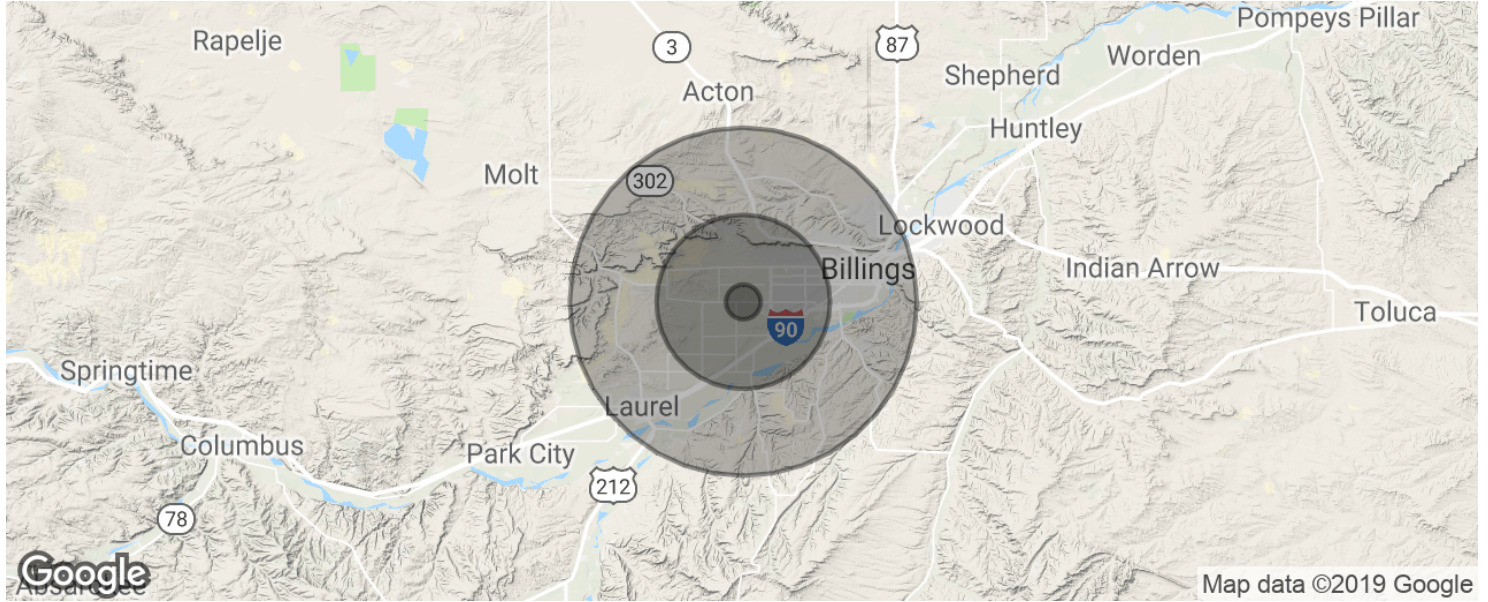 Pompeys Pillar
Rapelje
3
87
Worden
Shepherd
Acton
Huntley
Molt
302
Lockwood
Billings
Indian Arrow
Toluca
90
Springtime
Laurel
Columbus
Park City
212
78
Google
Absarokee
Map data ©2019 Google